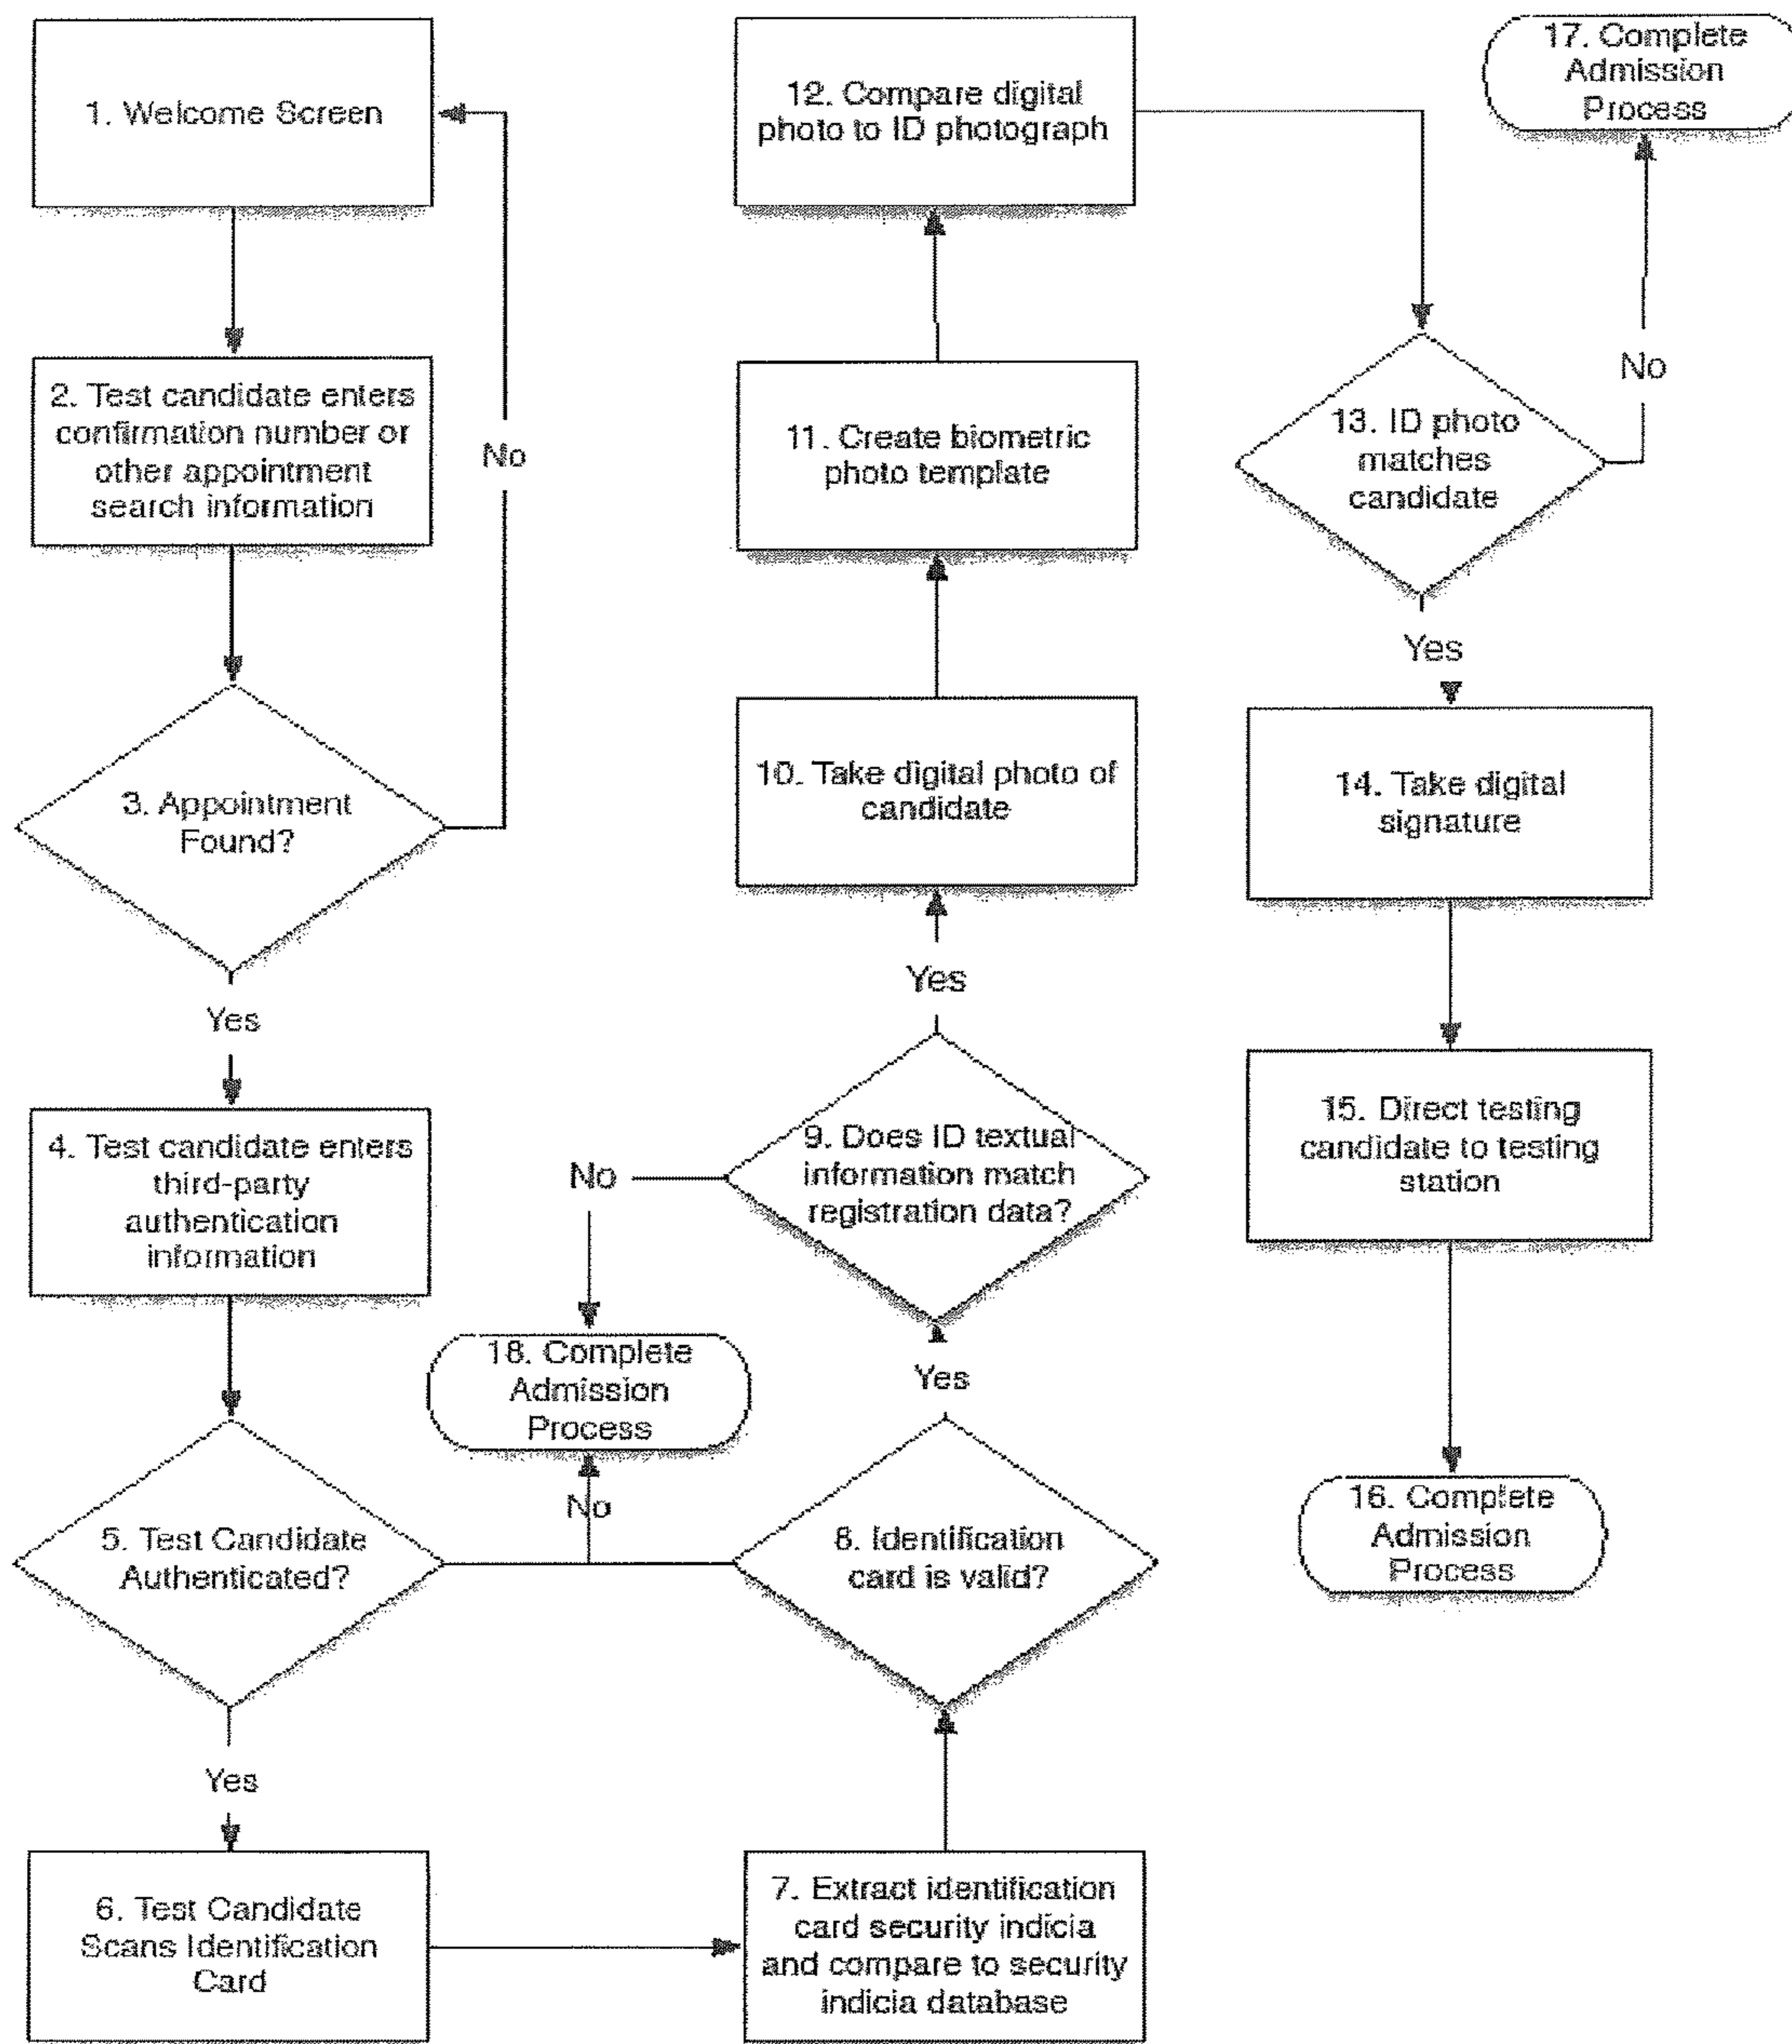 1. Welcome Screen
2. Test candidate enters
confirmation number or
other appointment
search information
No
3. Appointment
Found?
Yes
4. Test candidate enters
third-party
authentication
information
5. Test Candidate
Authenticated?
Yes
6. Test Candidate
Scans Identification
Card
7. Extract identification
card security indicia
and compare to security
indicia database
8. Identification
card is valid?
No
18. Complete
Admission
Process
Yes
9. Does ID textual
information match
registration data?
No
Yes
10. Take digital photo of
candidate
11. Create biometric
photo template
12. Compare digital
photo to ID photograph
13. ID photo
matches
candidate
No
17. Complete
Admission
Process
Yes
14. Take digital
signature
15. Direct testing
candidate to testing
station
16. Complete
Admission
Process